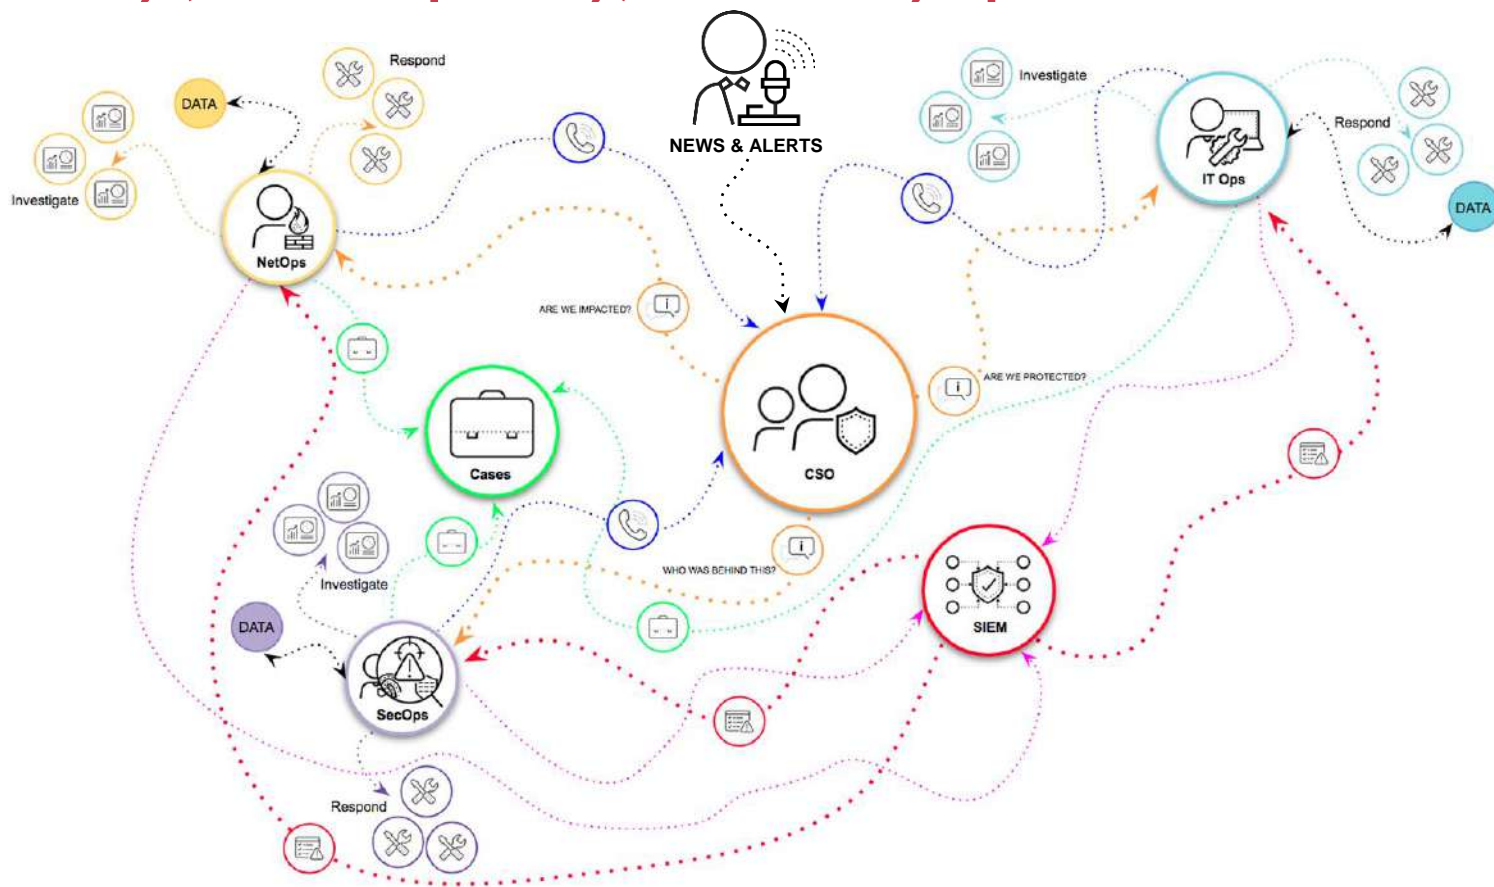 Respond
DATA
Investigate
NetOps
NEWS & ALERTS
Investigate
Respond
IT Ops
DATA
ARE WE IMPACTED?
ARE WE PROTECTED?
CSO
Cases
Investigate
WHO WAS BEHIND THIS?
DATA
SIEM
SecOps
Respond